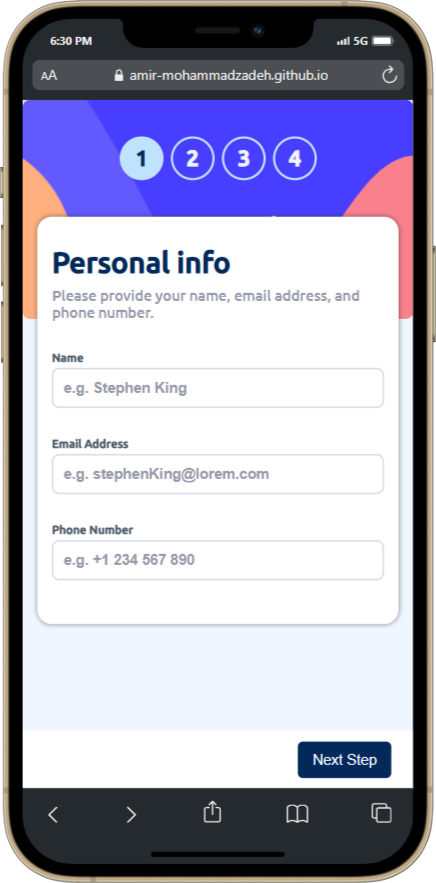 6:30 PM 5G
AA amir-mohammadzadeh.github.io
1 2 3 4
Personal info
Please provide your name, email address, and
phone number.
Name
e.g. Stephen King
Email Address
e.g. stephenKing@lorem.com
Phone Number
e.g. +1 234 567 890
Next Step